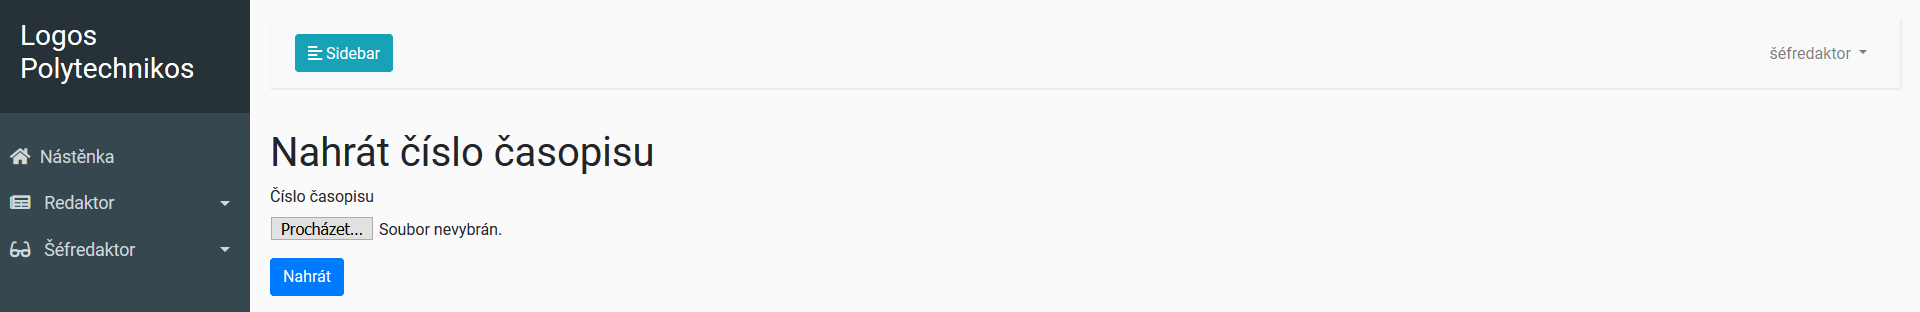 Logos
Polytechnikos
Nástěnka
Redaktor
Šéfredaktor
Sidebar
šéfredaktor
Nahrát číslo časopisu
Číslo časopisu
Procházet... Soubor nevybrán.
Nahrát